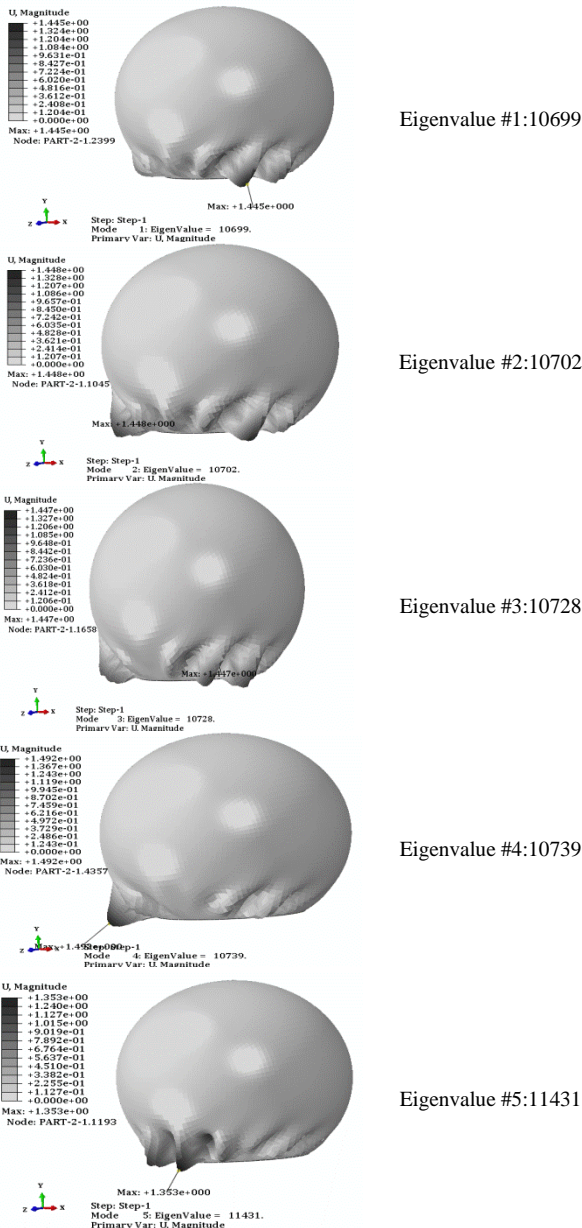 U, Magnitude
+1.445e+00
+1.324e+00
+1.204e+00
+1.084e+00
+9.631e-01
+8.427e-01
+7.224e-01
+6.020e-01
+4.816e-01
+3.612e-01
+2.408e-01
+1.204e-01
+0.000e+00
Max: +1.445e+00
Node: PART-2-1.2399
Max: +1.445e+000
Y
Z X
Step: Step-1
Mode 1: EigenValue = 10699.
Primary Var: U, Magnitude
Eigenvalue #1:10699
U, Magnitude
+1.448e+00
+1.328e+00
+1.207e+00
+1.086e+00
+9.657e-01
+8.450e-01
+7.242e-01
+6.035e-01
+4.828e-01
+3.621e-01
+2.414e-01
+1.207e-01
+0.000e+00
Max: +1.448e+00
Node: PART-2-1.1045
Max: +1.448e+000
Y
Z X
Step: Step-1
Mode 2: EigenValue = 10702.
Primary Var: U, Magnitude
Eigenvalue #2:10702
U, Magnitude
+1.447e+00
+1.327e+00
+1.206e+00
+1.085e+00
+9.648e-01
+8.442e-01
+7.236e-01
+6.030e-01
+4.824e-01
+3.618e-01
+2.412e-01
+1.206e-01
+0.000e+00
Max: +1.447e+00
Node: PART-2-1.1658
Max: +1.447e+000
Y
Z X
Step: Step-1
Mode 3: EigenValue = 10728.
Primary Var: U, Magnitude
Eigenvalue #3:10728
U, Magnitude
+1.492e+00
+1.367e+00
+1.243e+00
+1.119e+00
+9.945e-01
+8.702e-01
+7.459e-01
+6.216e-01
+4.972e-01
+3.729e-01
+2.486e-01
+1.243e-01
+0.000e+00
Max: +1.492e+00
Node: PART-2-1.4357
Max: +1.492e+000
Y
Z X
Step: Step-1
Mode 4: EigenValue = 10739.
Primary Var: U, Magnitude
Eigenvalue #4:10739
U, Magnitude
+1.353e+00
+1.240e+00
+1.127e+00
+1.015e+00
+9.019e-01
+7.892e-01
+6.764e-01
+5.637e-01
+4.510e-01
+3.382e-01
+2.255e-01
+1.127e-01
+0.000e+00
Max: +1.353e+00
Node: PART-2-1.1193
Max: +1.353e+000
Y
Z X
Step: Step-1
Mode 5: EigenValue = 11431.
Primary Var: U, Magnitude
Eigenvalue #5:11431